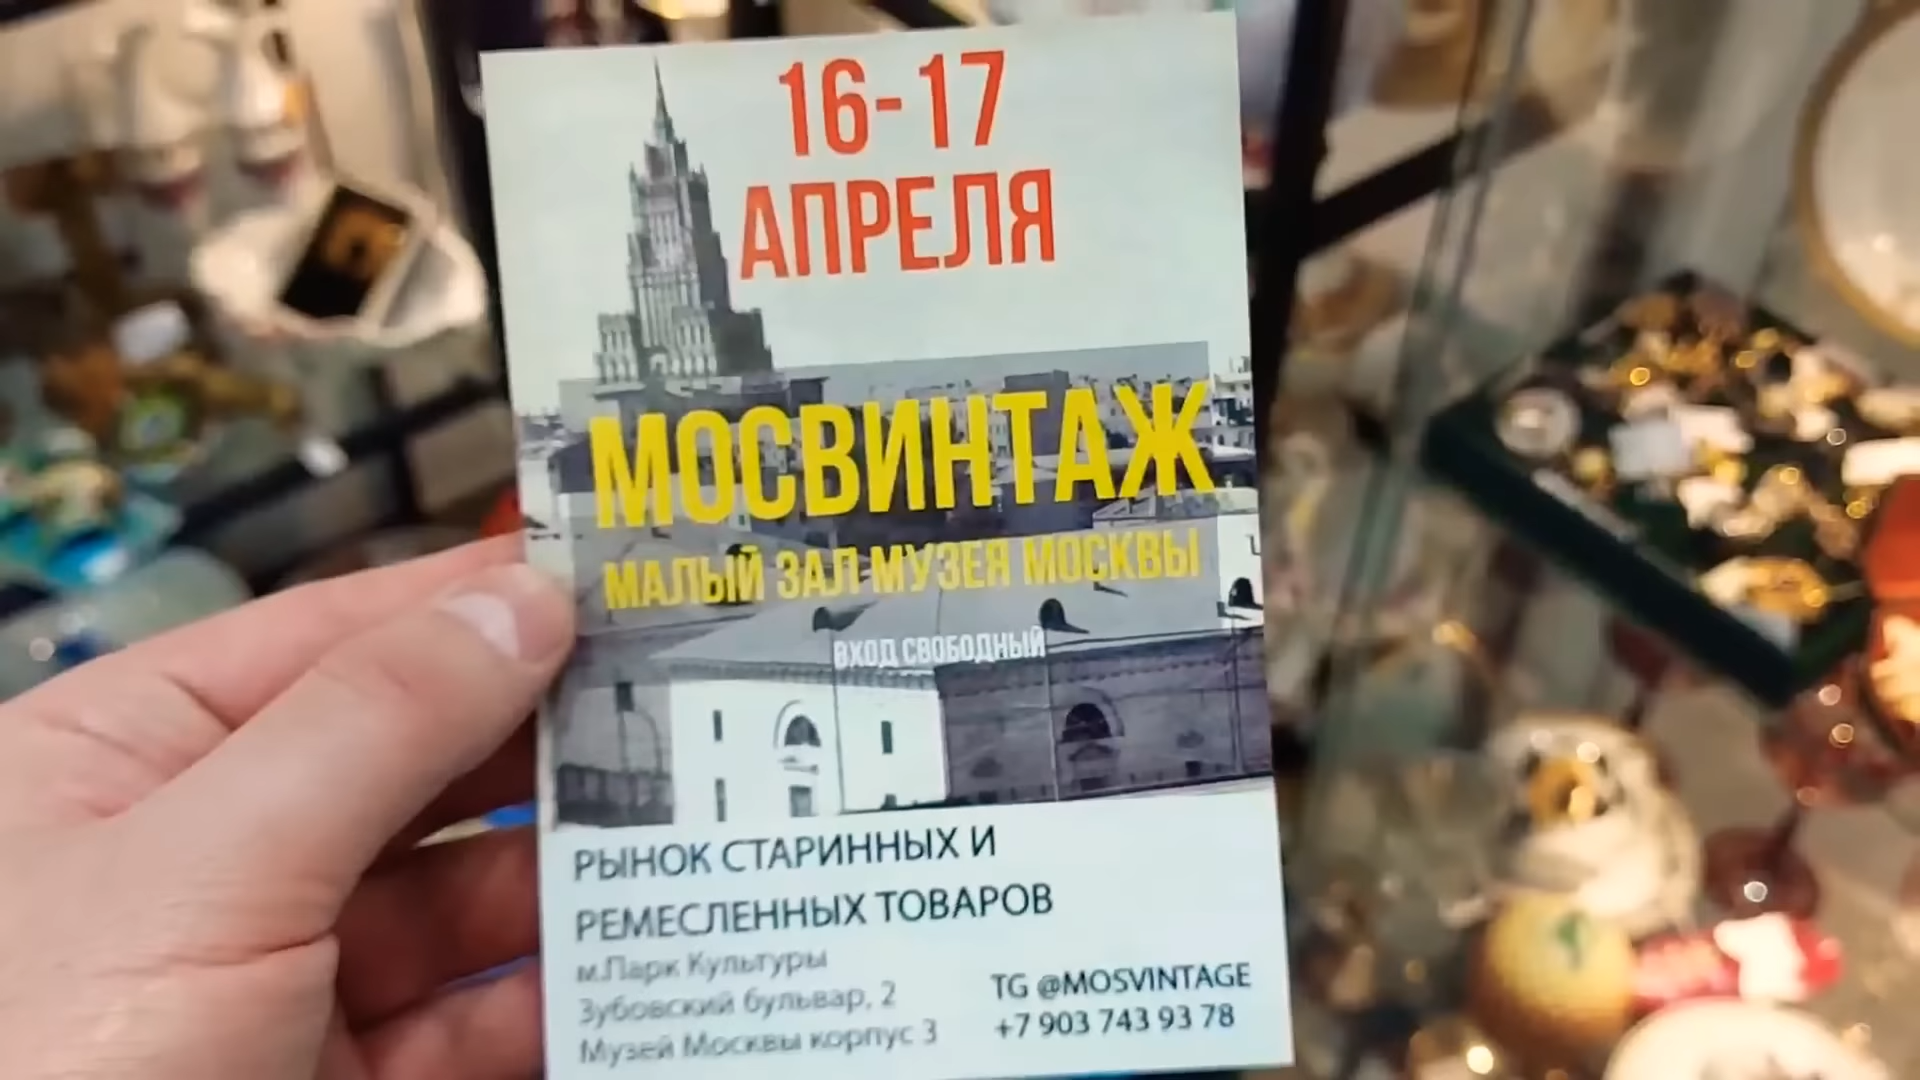 16-17
АПРЕЛЯ
МОСВИНТАЖ
МАЛЫЙ ЗАЛ МУЗЕЯ МОСКВЫ
ВХОД СВОБОДНЫЙ
РЫНОК СТАРИННЫХ И
РЕМЕСЛЕННЫХ ТОВАРОВ
м.Парк Культуры
Зубовский бульвар, 2
Музей Москвы корпус 3
TG @MOSVINTAGE
+7 903 743 93 78